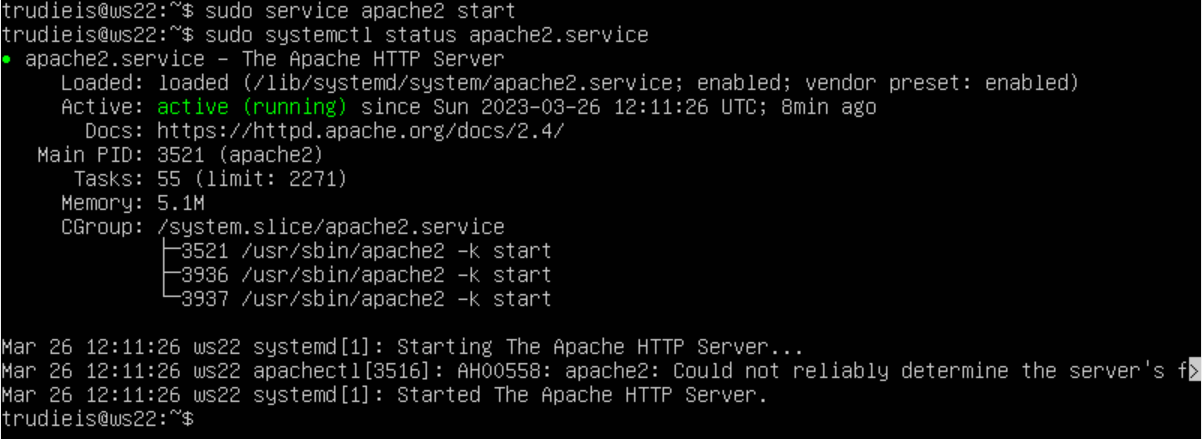 trudieis@ws22:~$ sudo service apache2 start
trudieis@ws22:~$ sudo systemctl status apache2.service
● apache2.service – The Apache HTTP Server
     Loaded: loaded (/lib/systemd/system/apache2.service; enabled; vendor preset: enabled)
     Active: active (running) since Sun 2023-03-26 12:11:26 UTC; 8min ago
       Docs: https://httpd.apache.org/docs/2.4/
   Main PID: 3521 (apache2)
      Tasks: 55 (limit: 2271)
     Memory: 5.1M
     CGroup: /system.slice/apache2.service
             ├─3521 /usr/sbin/apache2 -k start
             ├─3936 /usr/sbin/apache2 -k start
             └─3937 /usr/sbin/apache2 -k start

Mar 26 12:11:26 ws22 systemd[1]: Starting The Apache HTTP Server...
Mar 26 12:11:26 ws22 apachectl[3516]: AH00558: apache2: Could not reliably determine the server's f>
Mar 26 12:11:26 ws22 systemd[1]: Started The Apache HTTP Server.
trudieis@ws22:~$